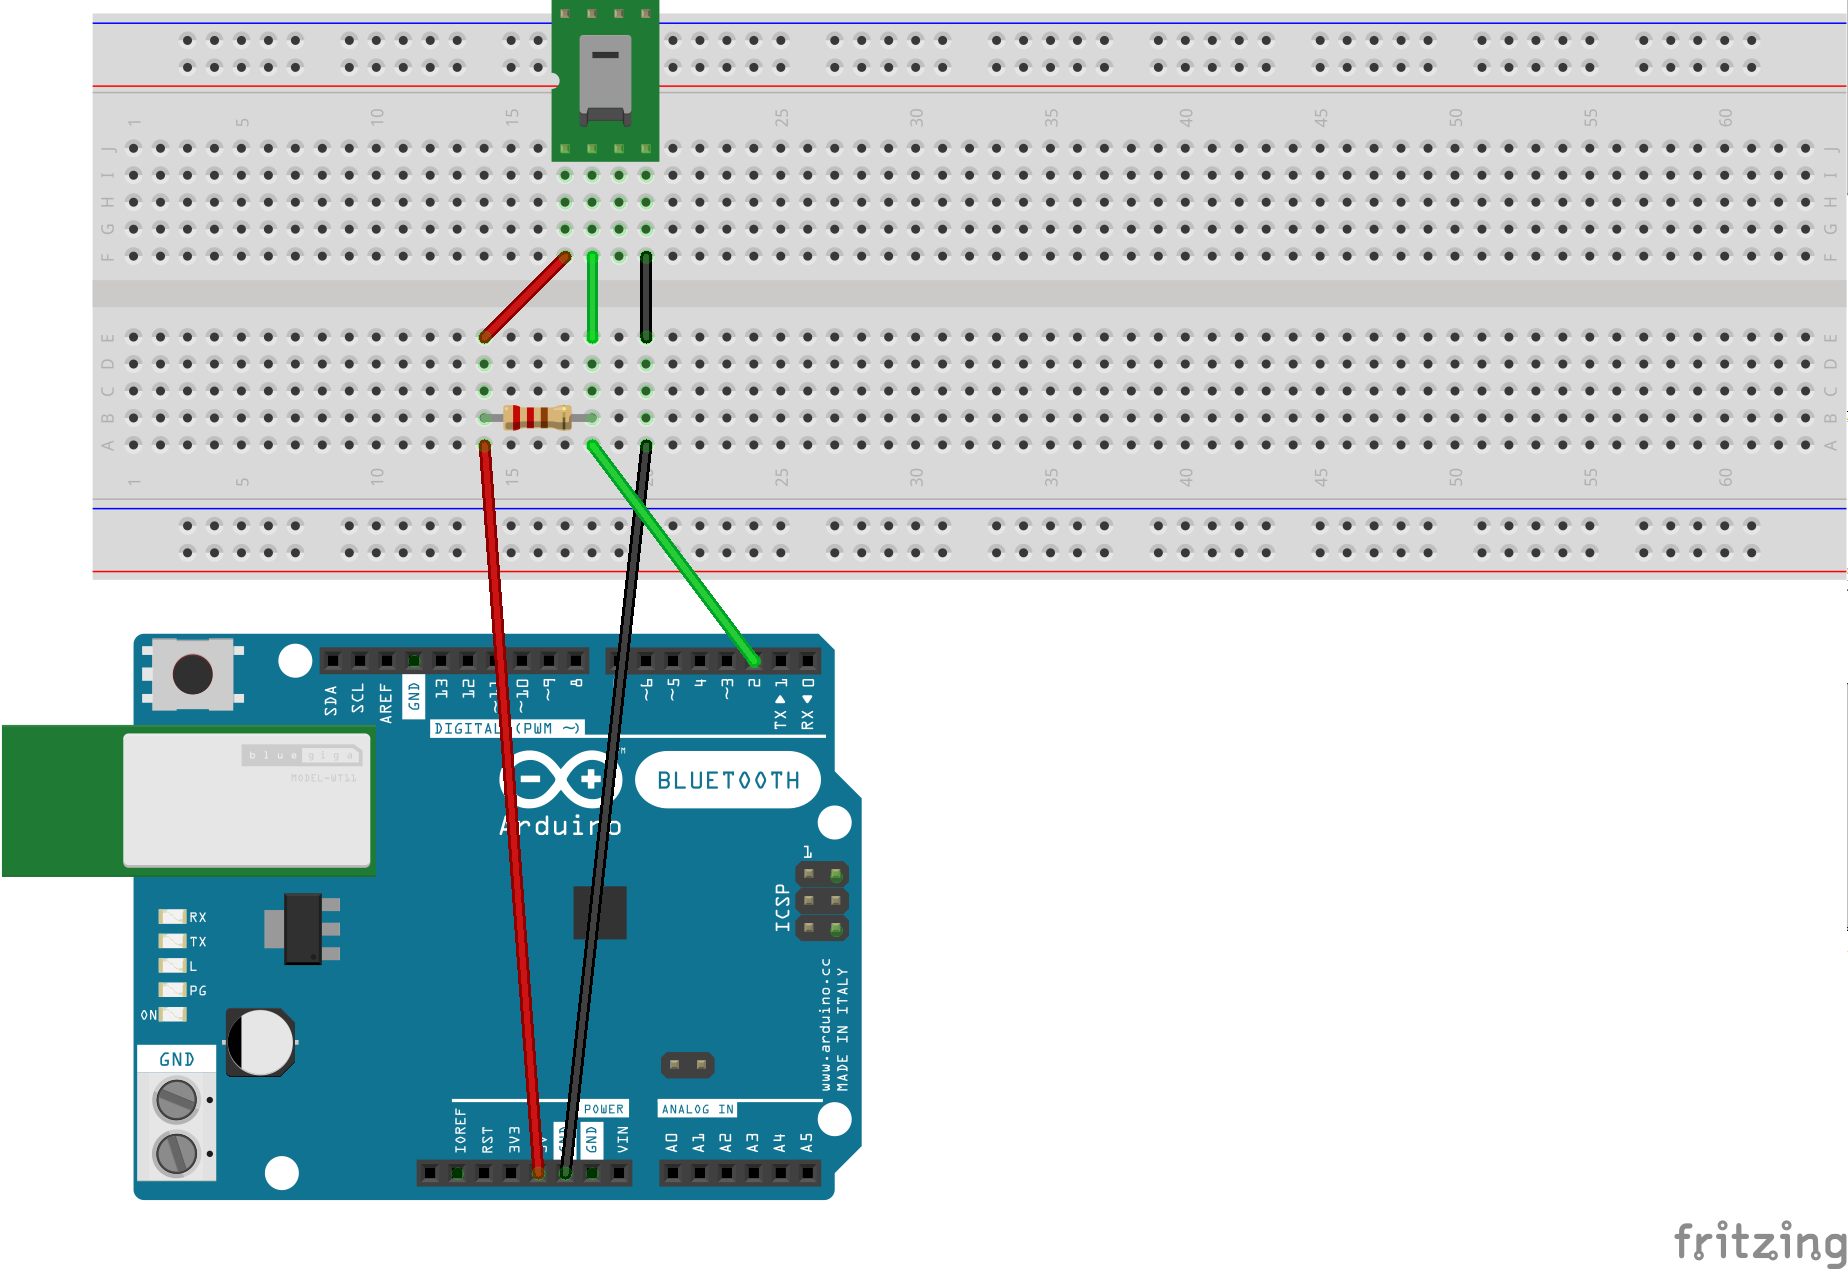 1 5 10 15 25 30 35 40 45 50 55 60
J J
I I
H H
G G
F F
E E
D D
C C
B B
A A
1 5 10 15 25 30 35 40 45 50 55 60
SDA SCL AREF GND 13 12 ~11 ~10 ~9 8 ~6 ~5 4 ~3 2 TX ▶ 1 RX ◀ 0
DIGITAL (PWM ~)
bluegiga
MODEL-WT11
TM
BLUETOOTH
Arduino
1
ICSP
RX
TX
L
PG
ON
GND
www.arduino.cc
MADE IN ITALY
POWER ANALOG IN
IOREF RST 3V3 5V GND GND VIN A0 A1 A2 A3 A4 A5
fritzing